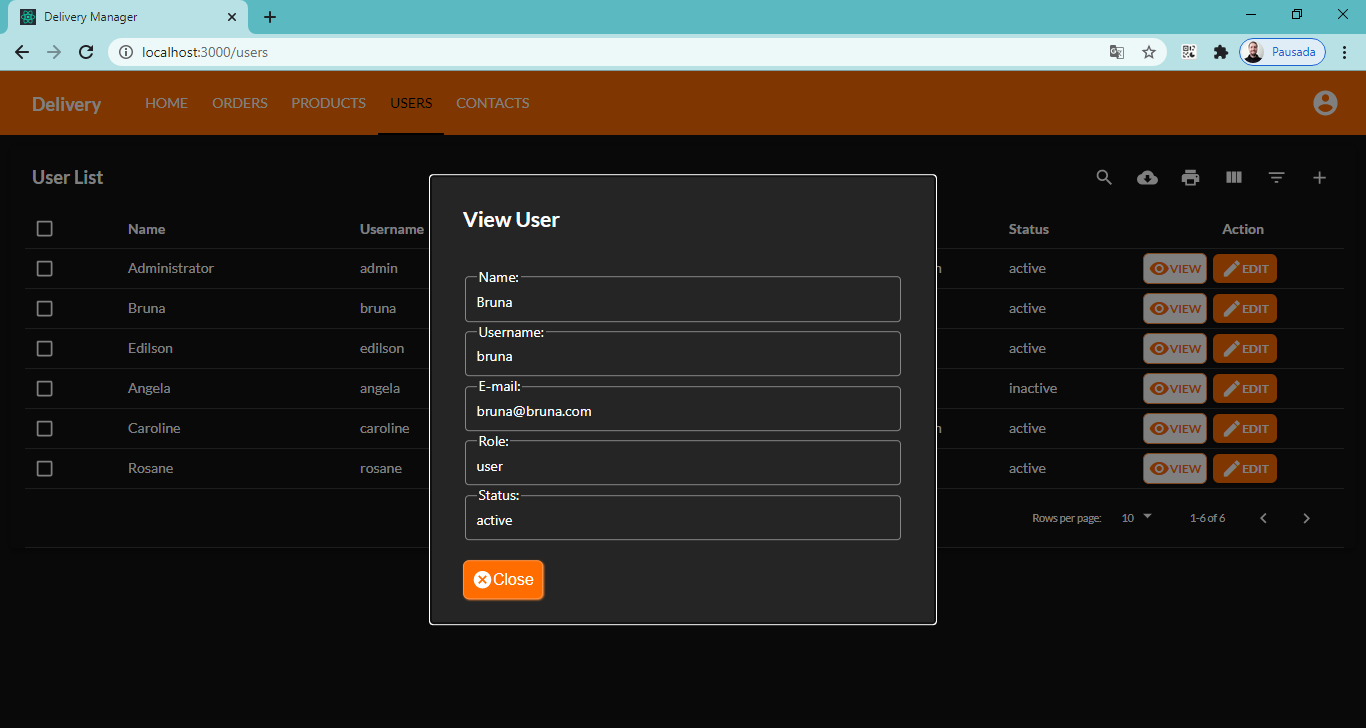 Delivery Manager
localhost:3000/users
Pausada
Delivery HOME ORDERS PRODUCTS USERS CONTACTS
User List
Name Username Status Action
Administrator admin active VIEW EDIT
Bruna bruna active VIEW EDIT
Edilson edilson active VIEW EDIT
Angela angela inactive VIEW EDIT
Caroline caroline active VIEW EDIT
Rosane rosane active VIEW EDIT
Rows per page: 10 1-6 of 6
View User
Name:
Bruna
Username:
bruna
E-mail:
bruna@bruna.com
Role:
user
Status:
active
Close